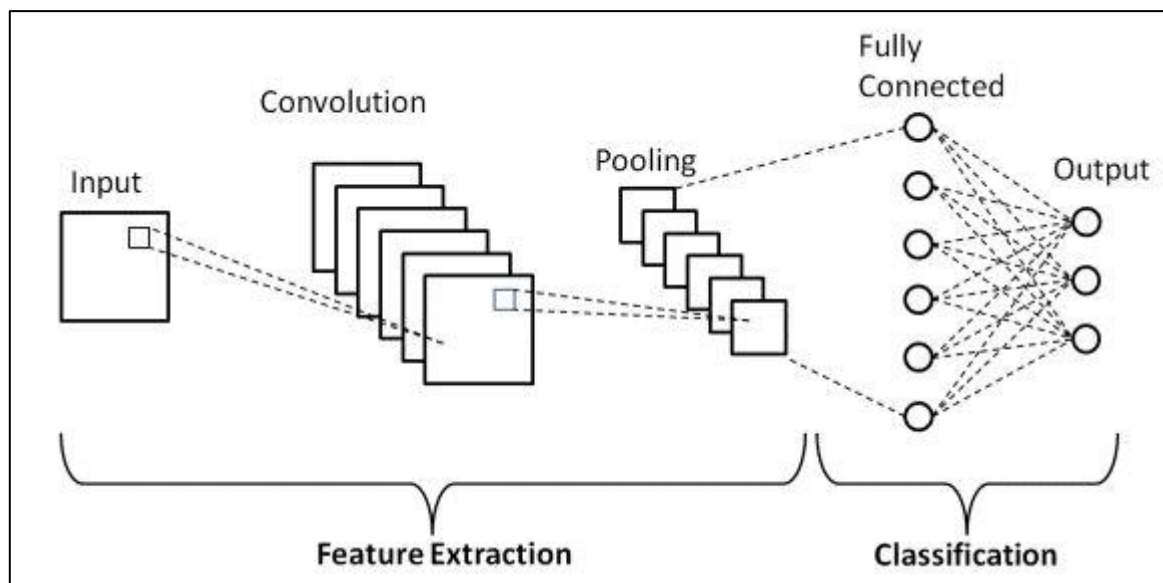 Input
Convolution
Pooling
Fully
Connected
Output
Feature Extraction
Classification